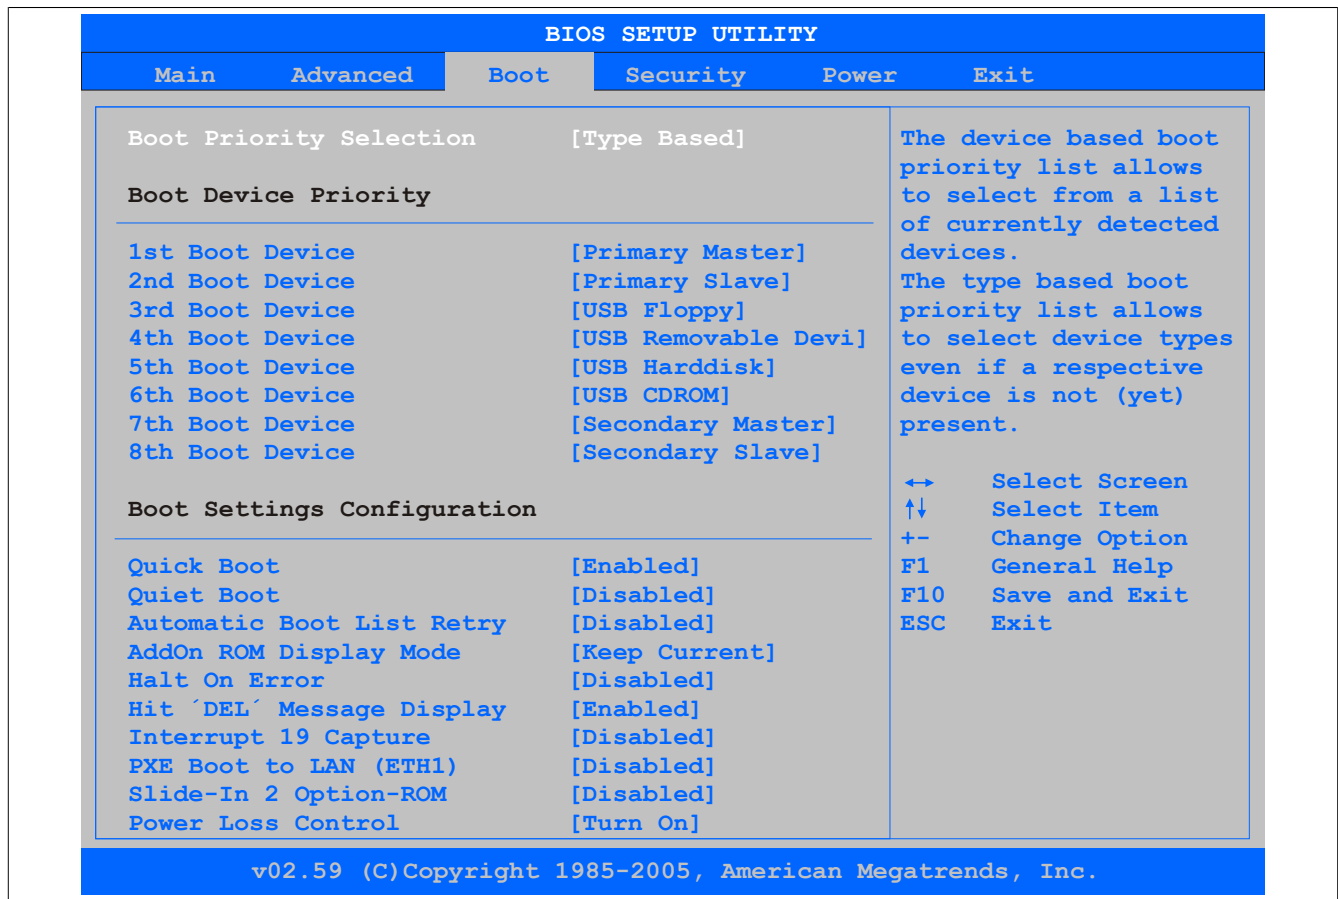 BIOS SETUP UTILITY
Main Advanced Boot Security Power Exit
Boot Priority Selection [Type Based]
Boot Device Priority
1st Boot Device [Primary Master]
2nd Boot Device [Primary Slave]
3rd Boot Device [USB Floppy]
4th Boot Device [USB Removable Devi]
5th Boot Device [USB Harddisk]
6th Boot Device [USB CDROM]
7th Boot Device [Secondary Master]
8th Boot Device [Secondary Slave]
Boot Settings Configuration
Quick Boot [Enabled]
Quiet Boot [Disabled]
Automatic Boot List Retry [Disabled]
AddOn ROM Display Mode [Keep Current]
Halt On Error [Disabled]
Hit ´DEL´ Message Display [Enabled]
Interrupt 19 Capture [Disabled]
PXE Boot to LAN (ETH1) [Disabled]
Slide-In 2 Option-ROM [Disabled]
Power Loss Control [Turn On]
The device based boot
priority list allows
to select from a list
of currently detected
devices.
The type based boot
priority list allows
to select device types
even if a respective
device is not (yet)
present.
↔ Select Screen
↑↓ Select Item
+- Change Option
F1 General Help
F10 Save and Exit
ESC Exit
v02.59 (C)Copyright 1985-2005, American Megatrends, Inc.